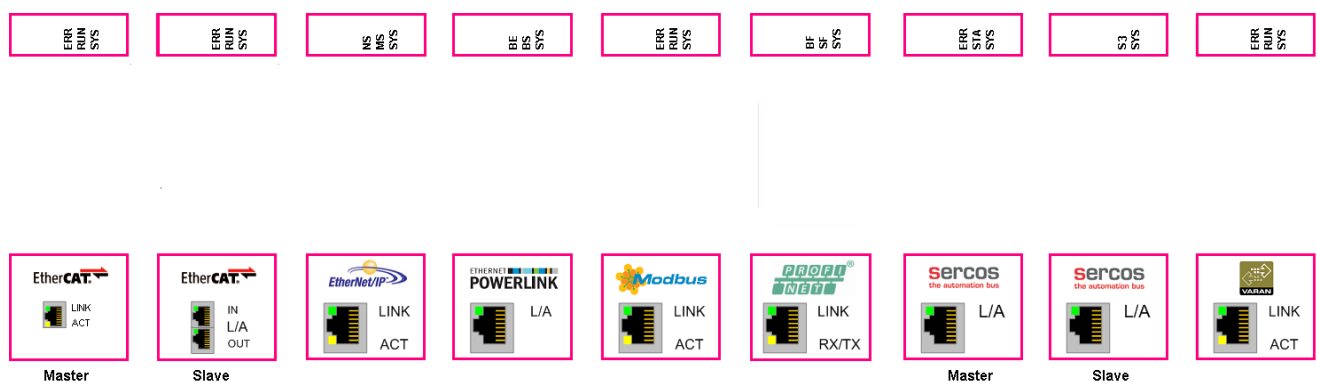 ERR
RUN
SYS
ERR
RUN
SYS
NS
MS
SYS
BE
BS
SYS
ERR
RUN
SYS
BF
SF
SYS
ERR
STA
SYS
S3
SYS
ERR
RUN
SYS
EtherCAT
LINK
ACT
Master
EtherCAT
IN
L/A
OUT
Slave
EtherNet/IP
LINK
ACT
ETHERNET
POWERLINK
L/A
Modbus
LINK
ACT
PROFI®
NET
LINK
RX/TX
sercos
the automation bus
L/A
Master
sercos
the automation bus
L/A
Slave
VARAN
LINK
ACT